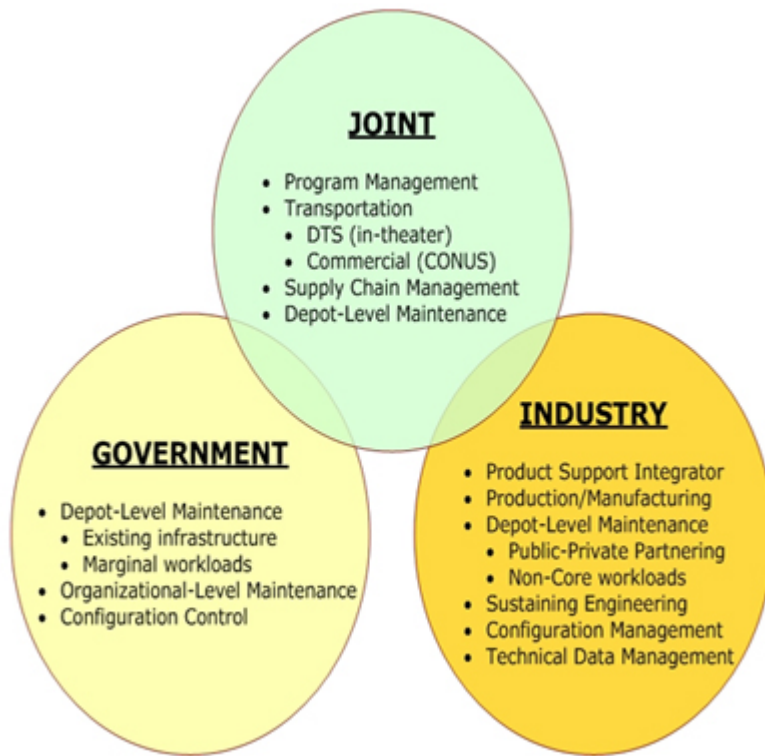 JOINT
• Program Management
• Transportation
• DTS (in-theater)
• Commercial (CONUS)
• Supply Chain Management
• Depot-Level Maintenance
GOVERNMENT
• Depot-Level Maintenance
• Existing infrastructure
• Marginal workloads
• Organizational-Level Maintenance
• Configuration Control
INDUSTRY
• Product Support Integrator
• Production/Manufacturing
• Depot-Level Maintenance
• Public-Private Partnering
• Non-Core workloads
• Sustaining Engineering
• Configuration Management
• Technical Data Management